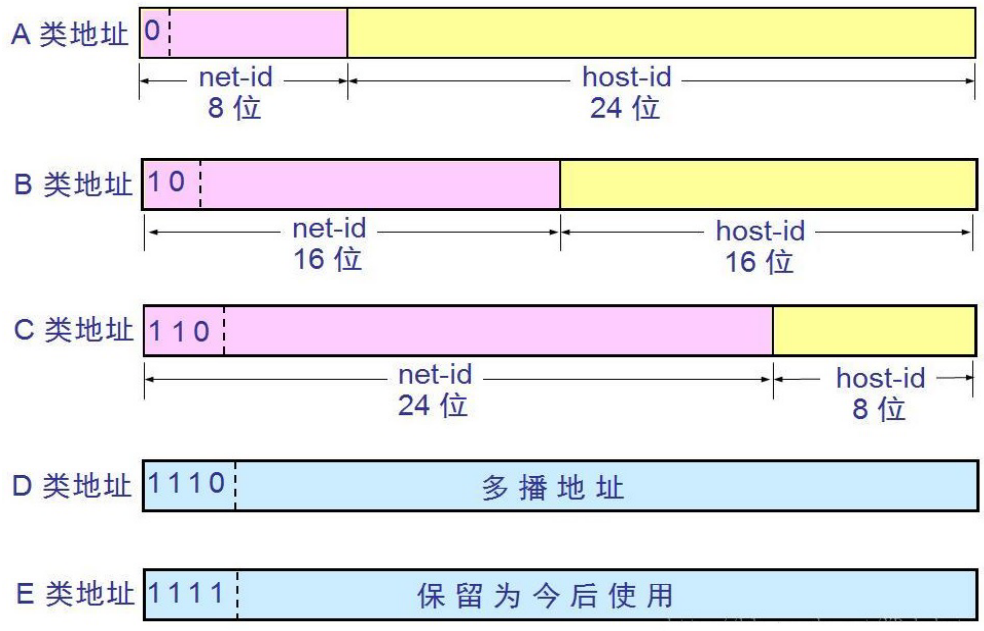 A 类地址 0
net-id host-id
8 位 24 位
B 类地址 1 0
net-id host-id
16 位 16 位
C 类地址 1 1 0
net-id host-id
24 位 8 位
D 类地址 1 1 1 0 多播地址
E 类地址 1 1 1 1 保留为今后使用